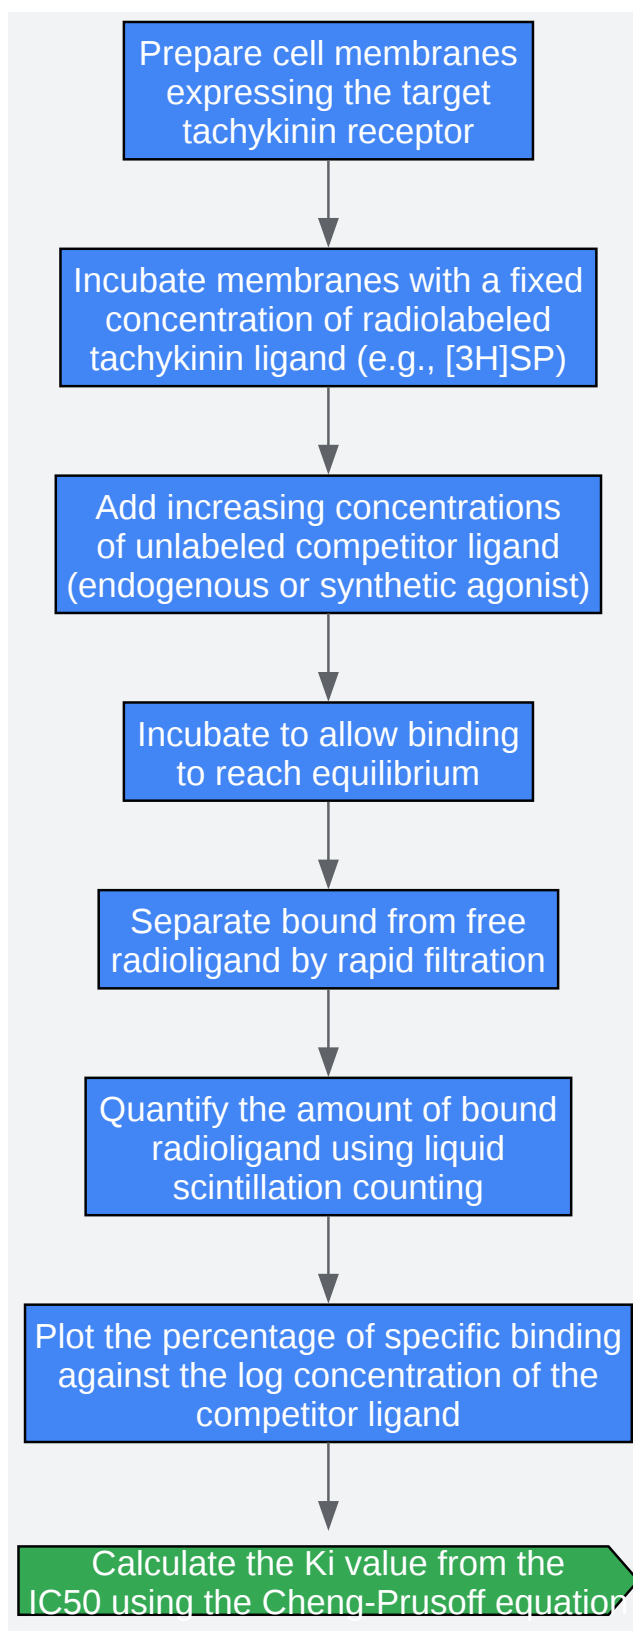 Prepare cell membranes
expressing the target
tachykinin receptor
Incubate membranes with a fixed
concentration of radiolabeled
tachykinin ligand (e.g., [3H]SP)
Add increasing concentrations
of unlabeled competitor ligand
(endogenous or synthetic agonist)
Incubate to allow binding
to reach equilibrium
Separate bound from free
radioligand by rapid filtration
Quantify the amount of bound
radioligand using liquid
scintillation counting
Plot the percentage of specific binding
against the log concentration of the
competitor ligand
Calculate the Ki value from the
IC50 using the Cheng-Prusoff equation